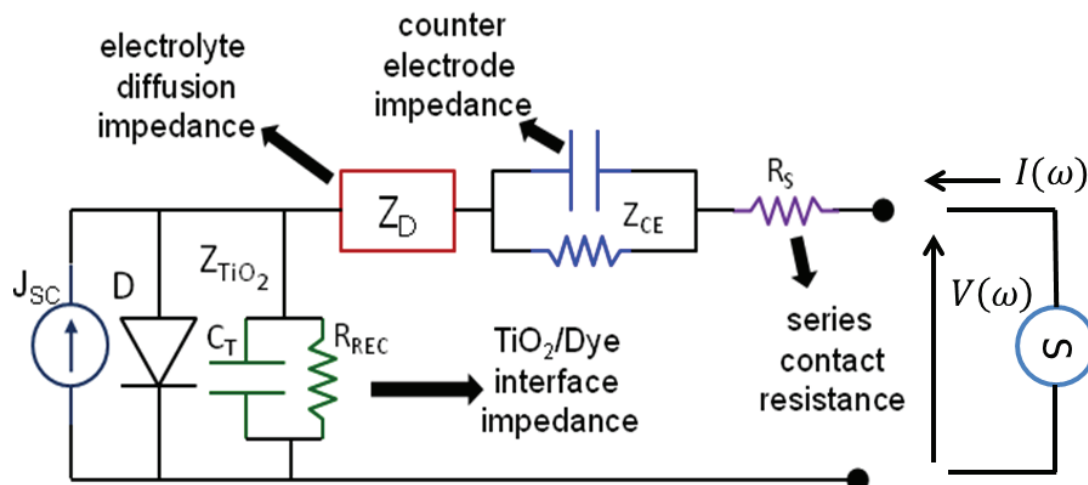 electrolyte
diffusion
impedance
counter
electrode
impedance
R_S
I(ω)
Z_D
Z_CE
Z_TiO₂
J_SC
D
V(ω)
C_T
R_REC
TiO₂/Dye
interface
impedance
series
contact
resistance
S